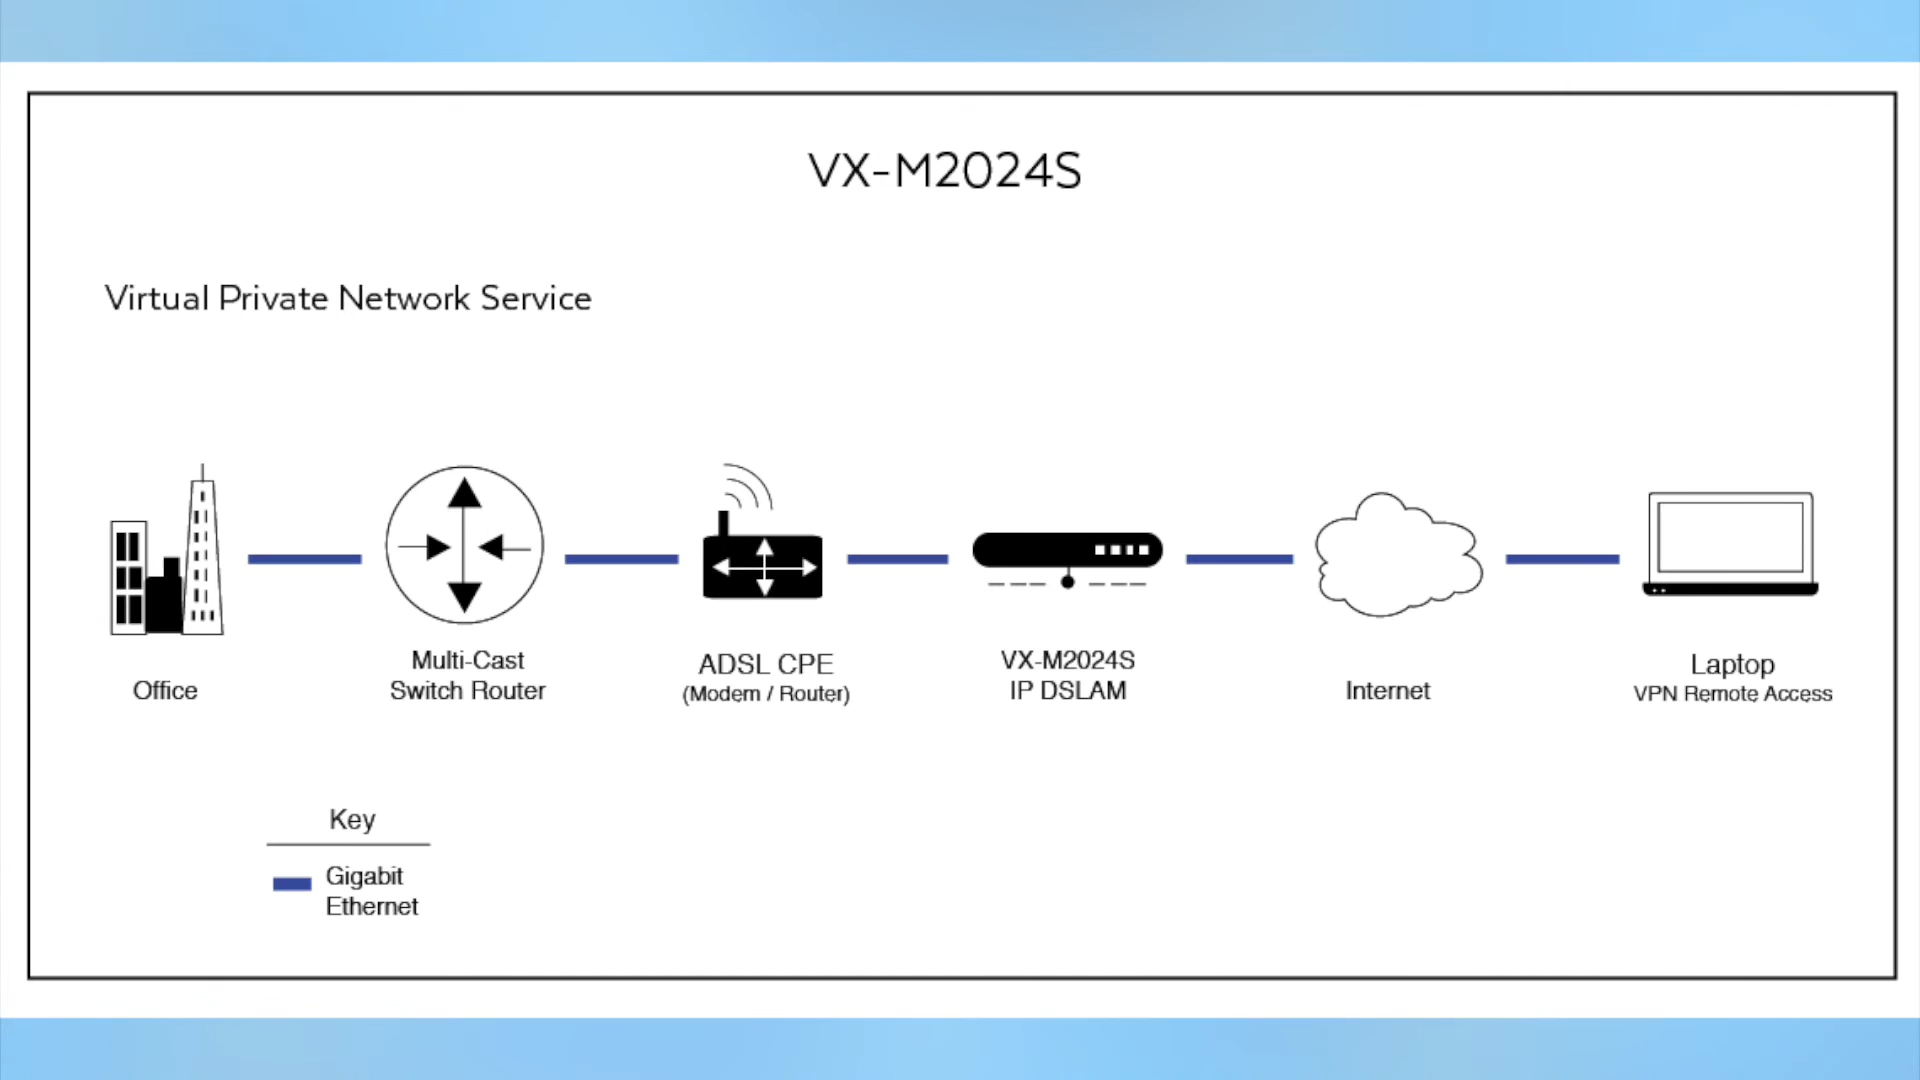 VX-M2024S
Virtual Private Network Service
Office
Multi-Cast
Switch Router
ADSL CPE
(Modem / Router)
VX-M2024S
IP DSLAM
Internet
Laptop
VPN Remote Access
Key
Gigabit
Ethernet